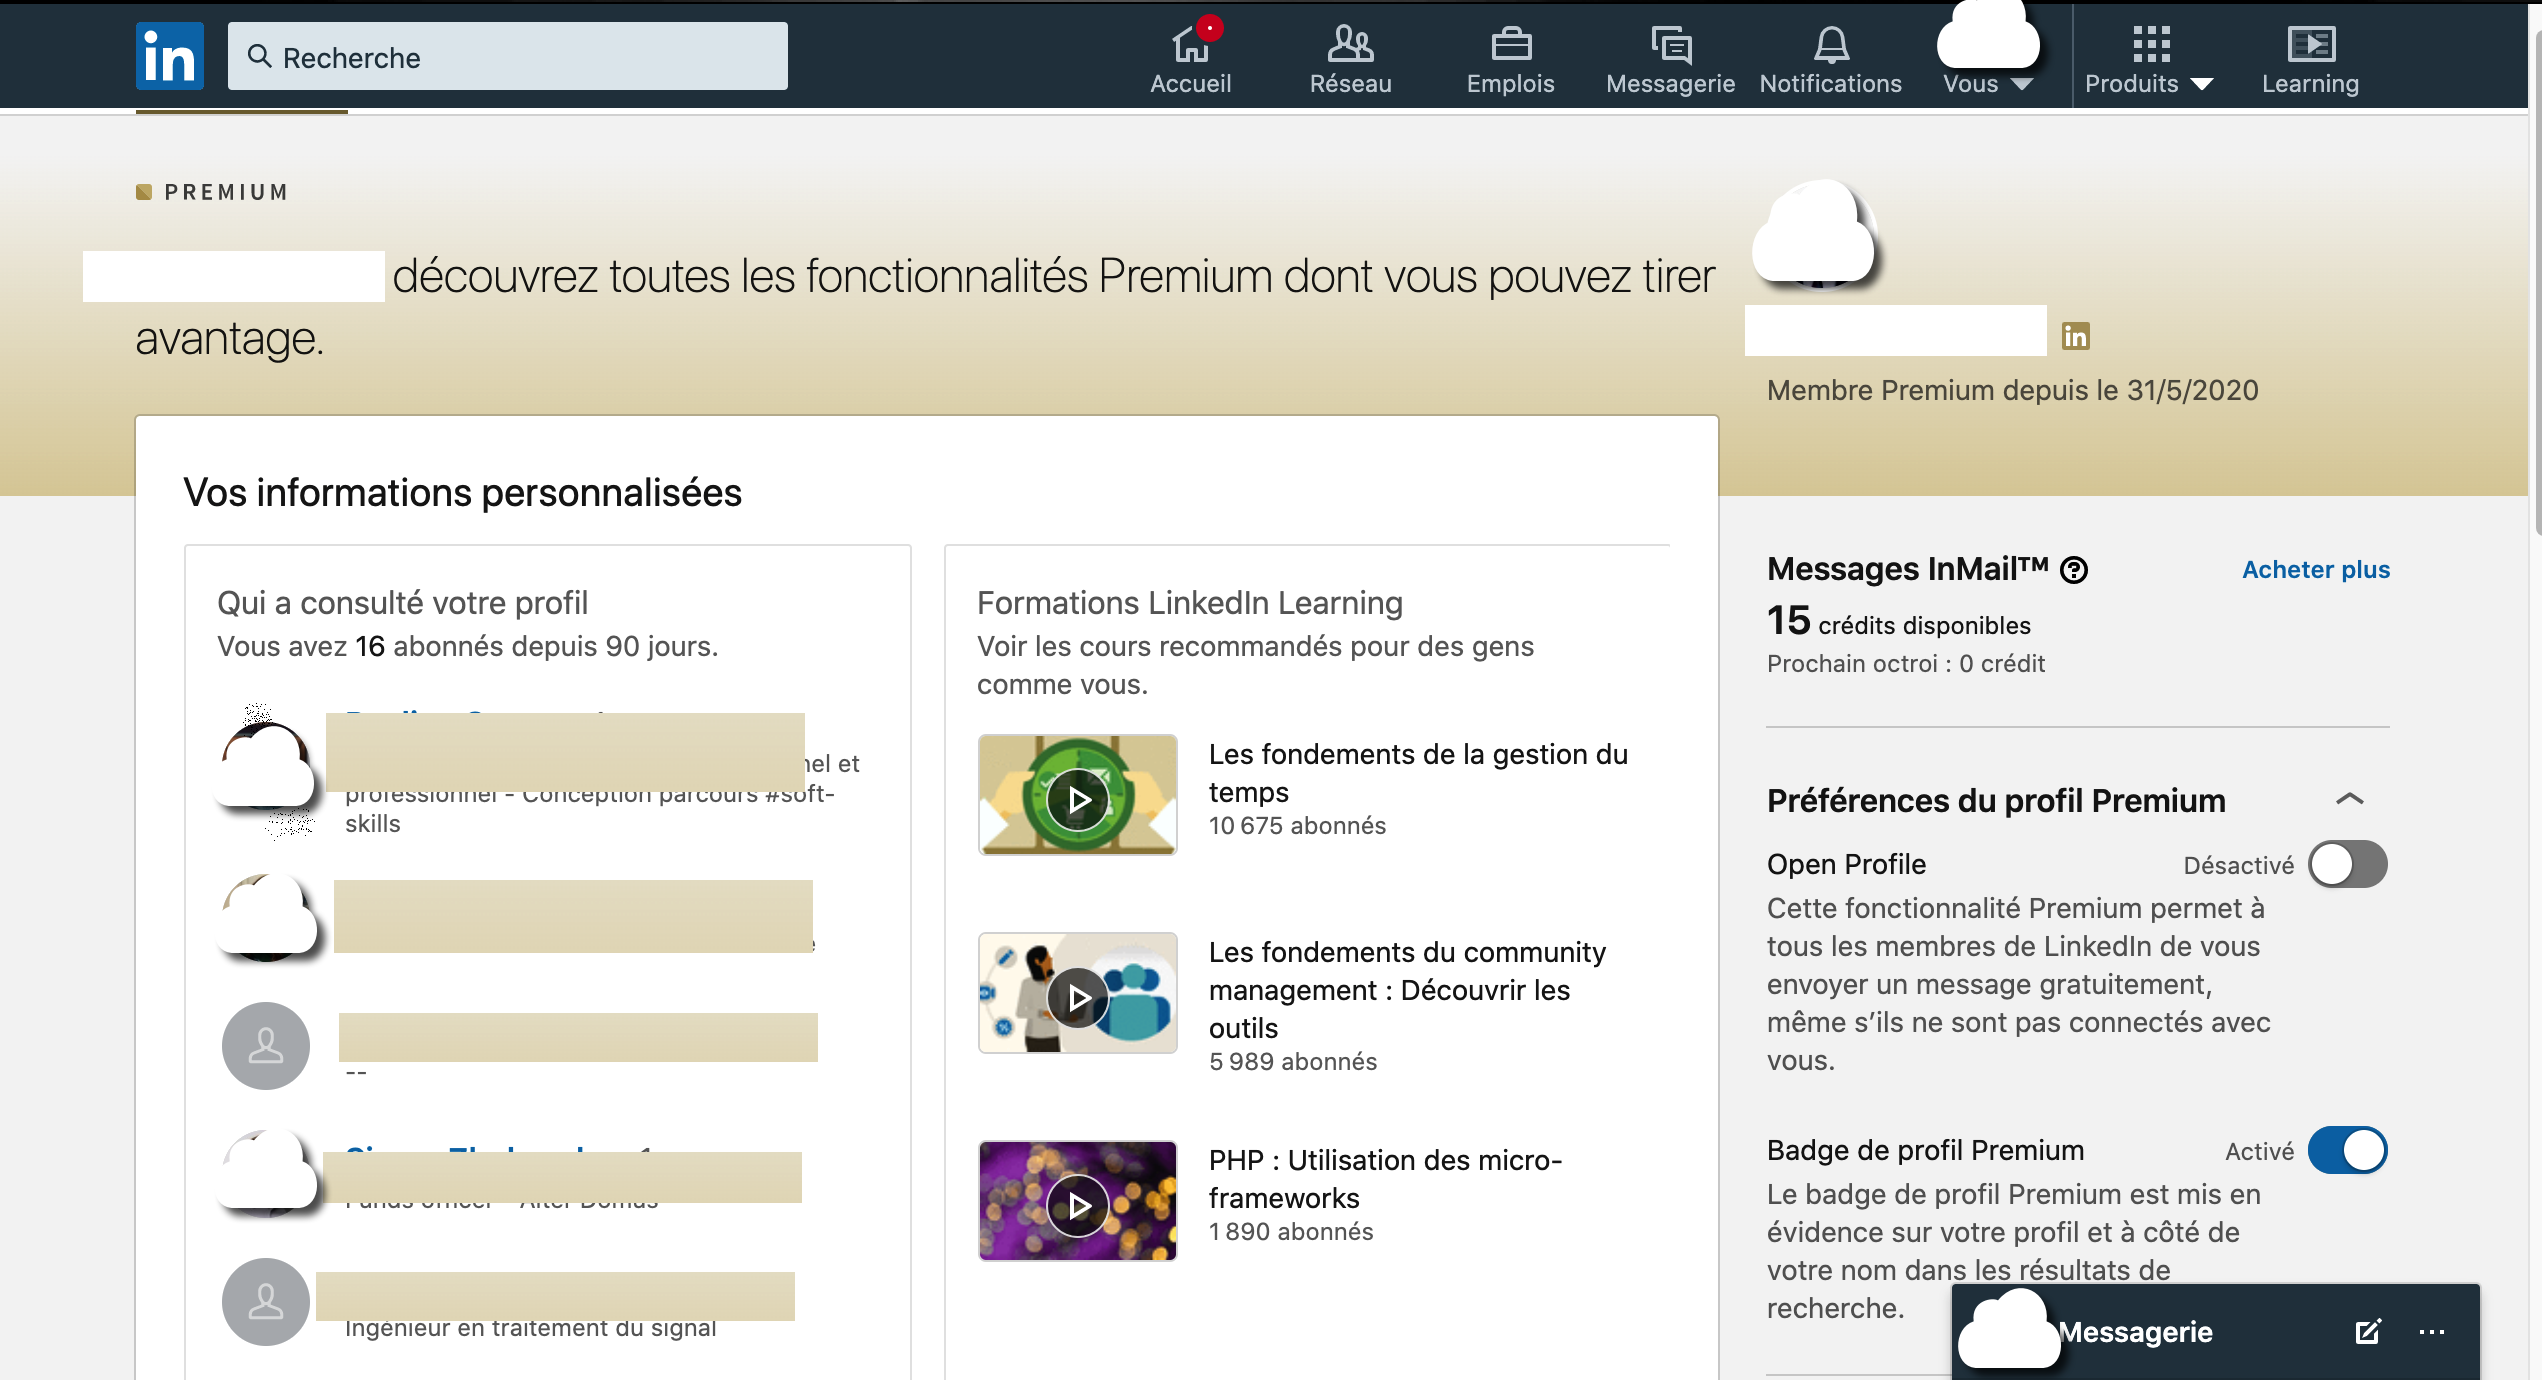 in
Recherche
Accueil
Réseau
Emplois
Messagerie
Notifications
Vous
Produits
Learning
PREMIUM
découvrez toutes les fonctionnalités Premium dont vous pouvez tirer
avantage.
in
Membre Premium depuis le 31/5/2020
Vos informations personnalisées
Qui a consulté votre profil
Vous avez 16 abonnés depuis 90 jours.
et
professionnel - Conception parcours #soft-
skills
--
Funds officer - Alter Domus
Ingénieur en traitement du signal
Formations LinkedIn Learning
Voir les cours recommandés pour des gens
comme vous.
Les fondements de la gestion du
temps
10 675 abonnés
Les fondements du community
management : Découvrir les
outils
5 989 abonnés
PHP : Utilisation des micro-
frameworks
1 890 abonnés
Messages InMail™
Acheter plus
15 crédits disponibles
Prochain octroi : 0 crédit
Préférences du profil Premium
Open Profile
Désactivé
Cette fonctionnalité Premium permet à
tous les membres de LinkedIn de vous
envoyer un message gratuitement,
même s’ils ne sont pas connectés avec
vous.
Badge de profil Premium
Activé
Le badge de profil Premium est mis en
évidence sur votre profil et à côté de
votre nom dans les résultats de
recherche.
Messagerie